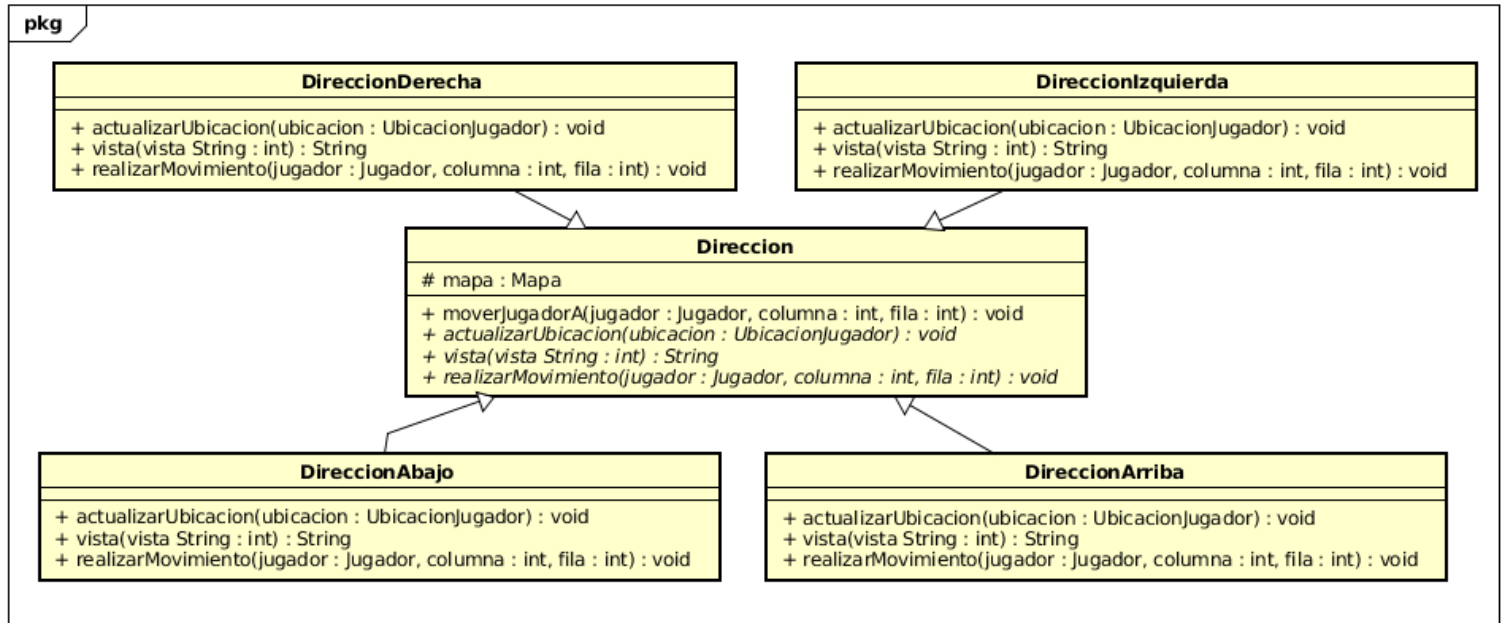 pkg
DireccionDerecha
+ actualizarUbicacion(ubicacion : UbicacionJugador) : void
+ vista(vista String : int) : String
+ realizarMovimiento(jugador : Jugador, columna : int, fila : int) : void
DireccionIzquierda
+ actualizarUbicacion(ubicacion : UbicacionJugador) : void
+ vista(vista String : int) : String
+ realizarMovimiento(jugador : Jugador, columna : int, fila : int) : void
Direccion
# mapa : Mapa
+ moverJugadorA(jugador : Jugador, columna : int, fila : int) : void
+ actualizarUbicacion(ubicacion : UbicacionJugador) : void
+ vista(vista String : int) : String
+ realizarMovimiento(jugador : Jugador, columna : int, fila : int) : void
DireccionAbajo
+ actualizarUbicacion(ubicacion : UbicacionJugador) : void
+ vista(vista String : int) : String
+ realizarMovimiento(jugador : Jugador, columna : int, fila : int) : void
DireccionArriba
+ actualizarUbicacion(ubicacion : UbicacionJugador) : void
+ vista(vista String : int) : String
+ realizarMovimiento(jugador : Jugador, columna : int, fila : int) : void